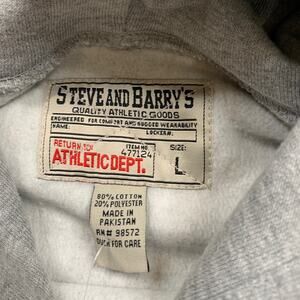 STEVE AND BARRY'S
QUALITY ATHLETIC GOODS
ENGINEERED FOR COMFORT AND RUGGED WEARABILITY
NAME:
LOCKER#:
RETURN TO:
ITEM NO
477124
SIZE:
ATHLETIC DEPT.
L
80% COTTON
20% POLYESTER
MADE IN
PAKISTAN
RN# 98572
FOR CARE